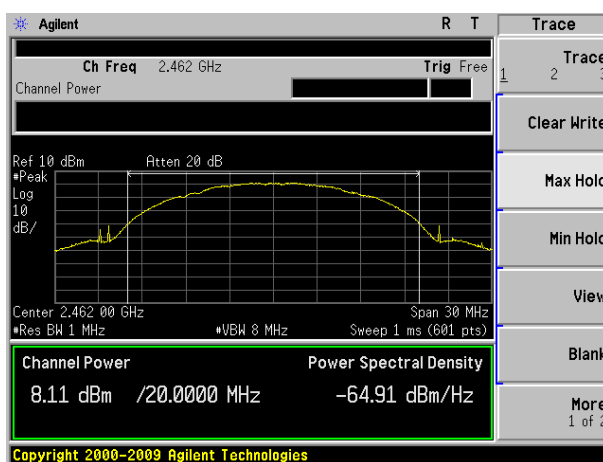 Agilent R T Trace
Ch Freq 2.462 GHz Trig Free
Channel Power
Trace
1 2 3
Clear Write
Max Hold
Min Hold
View
Blank
More
1 of 2
Ref 10 dBm Atten 20 dB
#Peak
Log
10
dB/
Center 2.462 00 GHz Span 30 MHz
#Res BW 1 MHz #VBW 8 MHz Sweep 1 ms (601 pts)
Channel Power Power Spectral Density
8.11 dBm /20.0000 MHz -64.91 dBm/Hz
Copyright 2000-2009 Agilent Technologies